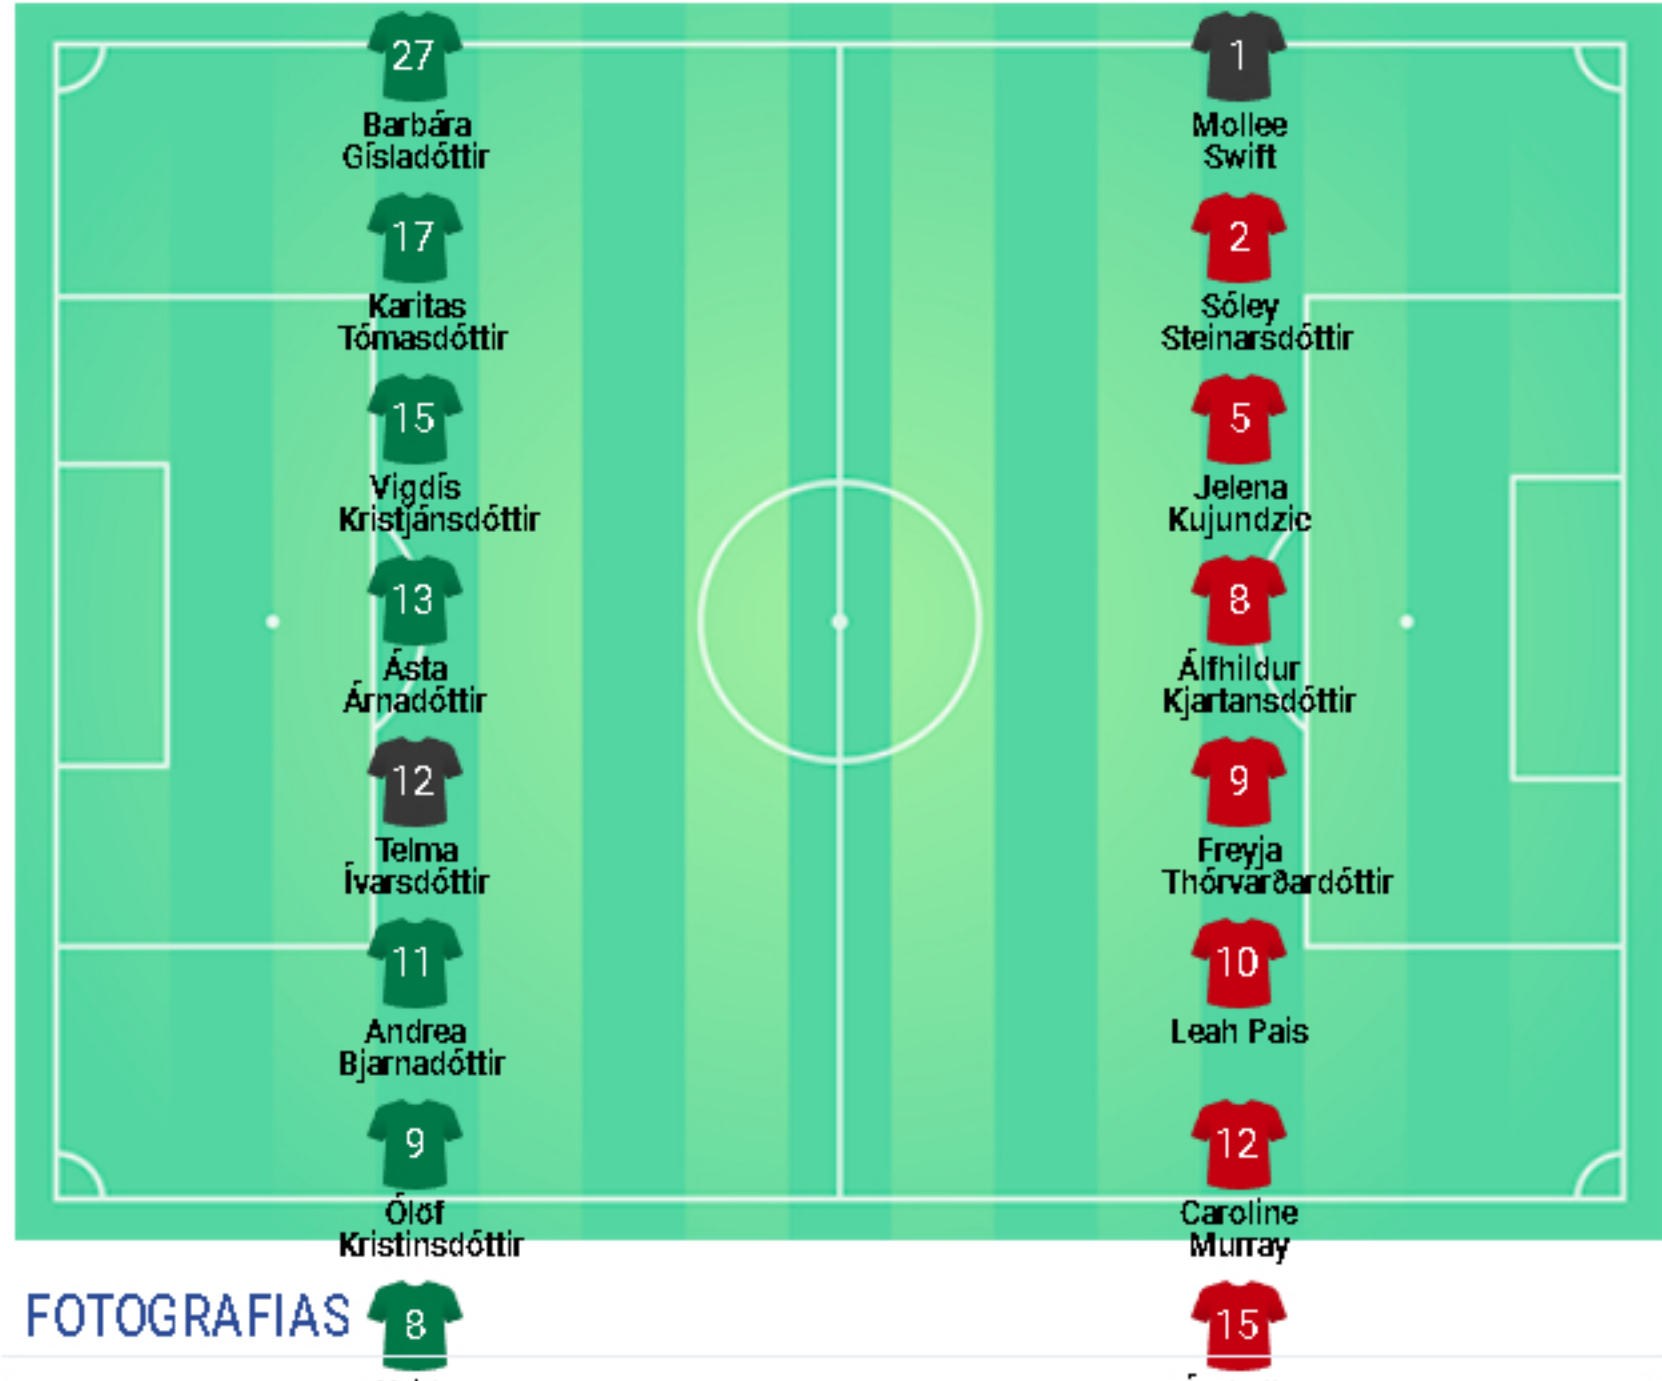 27
Barbára
Gísladóttir
17
Karitas
Tómasdóttir
15
Vigdís
Kristjánsdóttir
13
Ásta
Árnadóttir
12
Telma
Ívarsdóttir
11
Andrea
Bjarnadóttir
9
Ólöf
Kristinsdóttir
8
1
Mollee
Swift
2
Sóley
Steinarsdóttir
5
Jelena
Kujundzic
8
Álfhildur
Kjartansdóttir
9
Freyja
Thórvarðardóttir
10
Leah Pais
12
Caroline
Murray
15
FOTOGRAFIAS